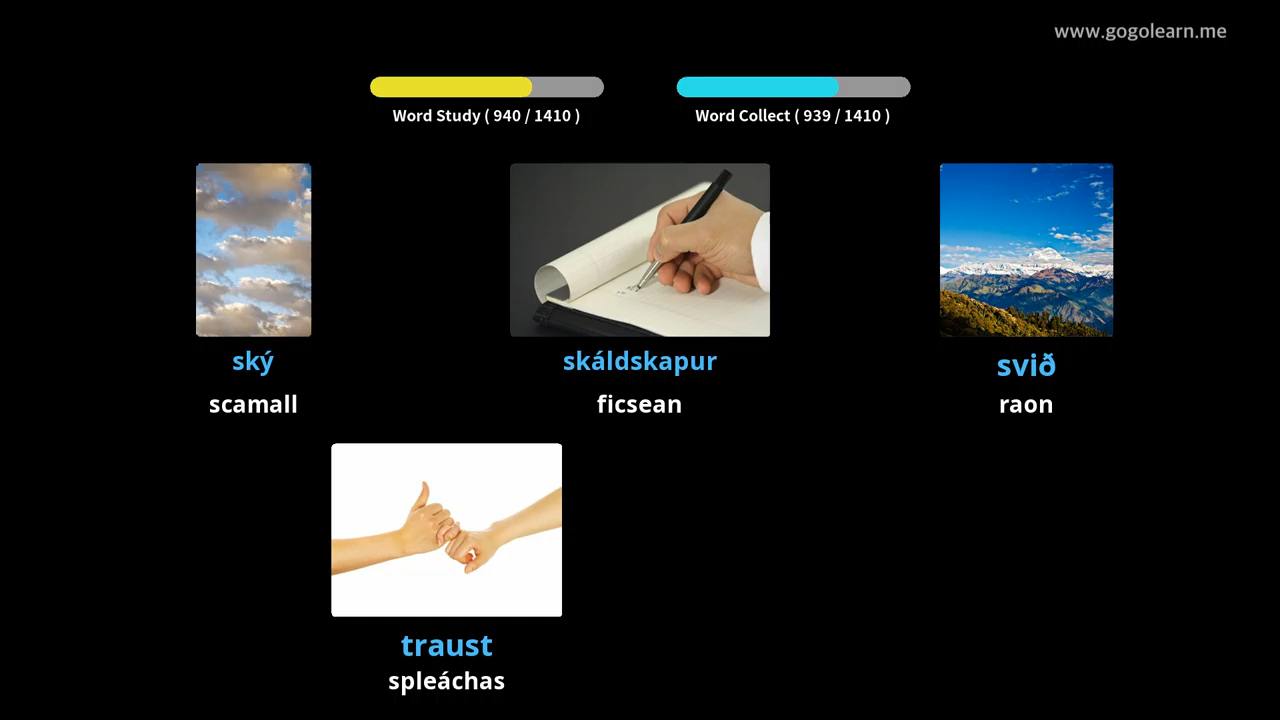 www.gogolearn.me
Word Study ( 940 / 1410 )
Word Collect ( 939 / 1410 )
ský
scamall
skáldskapur
ficsean
svið
raon
traust
spleáchas